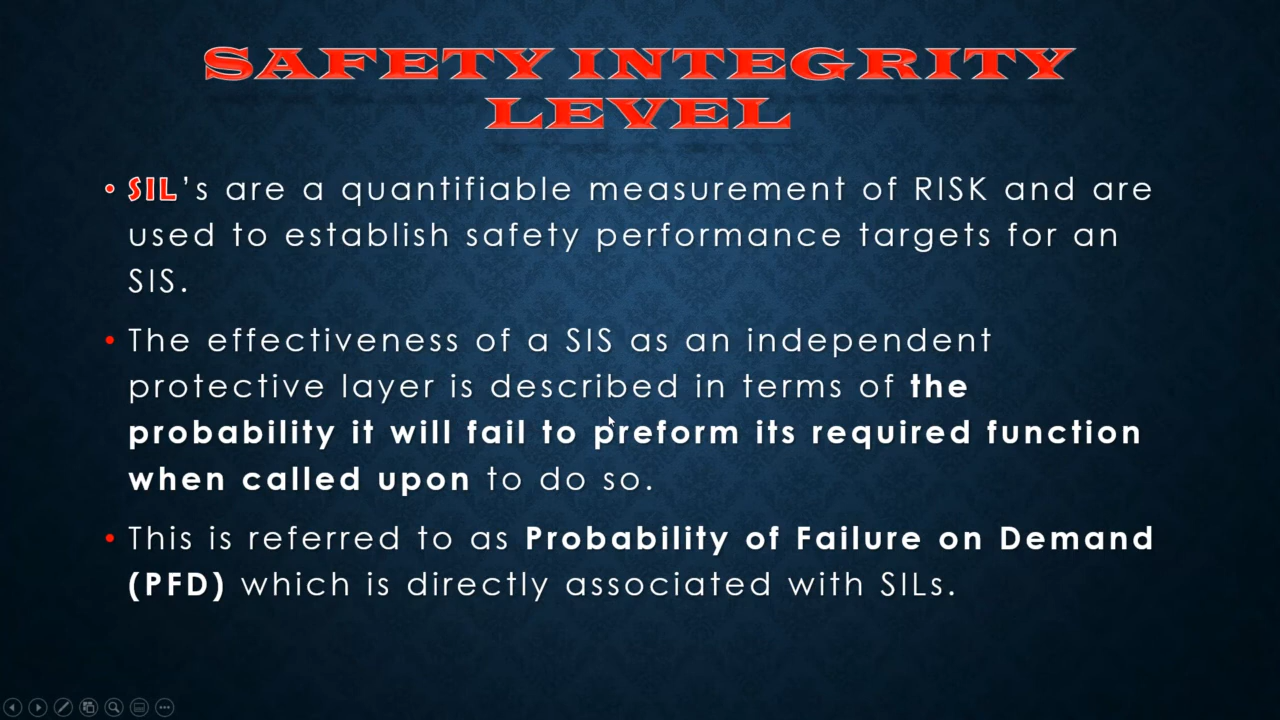 SAFETY INTEGRITY
LEVEL
• SIL's are a quantifiable measurement of RISK and are
used to establish safety performance targets for an
SIS.
• The effectiveness of a SIS as an independent
protective layer is described in terms of the
probability it will fail to preform its required function
when called upon to do so.
• This is referred to as Probability of Failure on Demand
(PFD) which is directly associated with SILs.